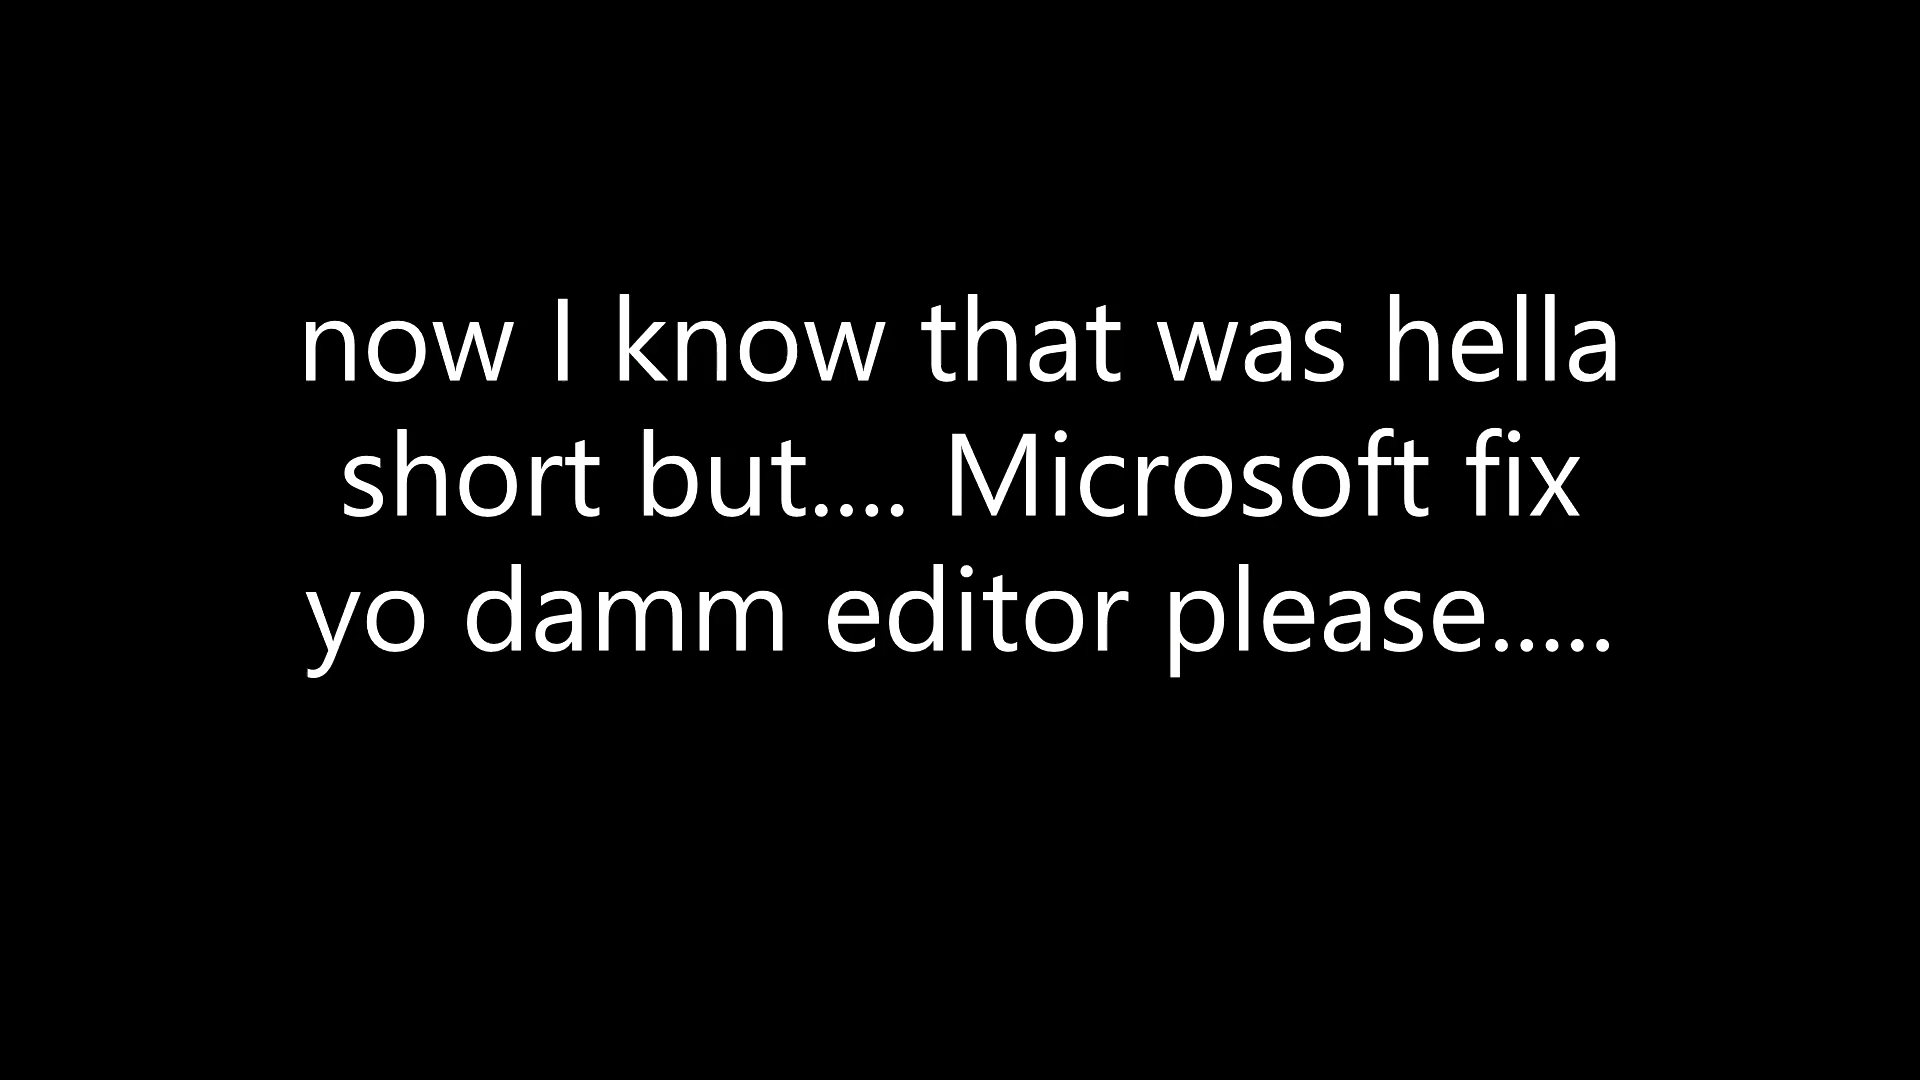 now I know that was hella
short but.... Microsoft fix
yo damm editor please.....